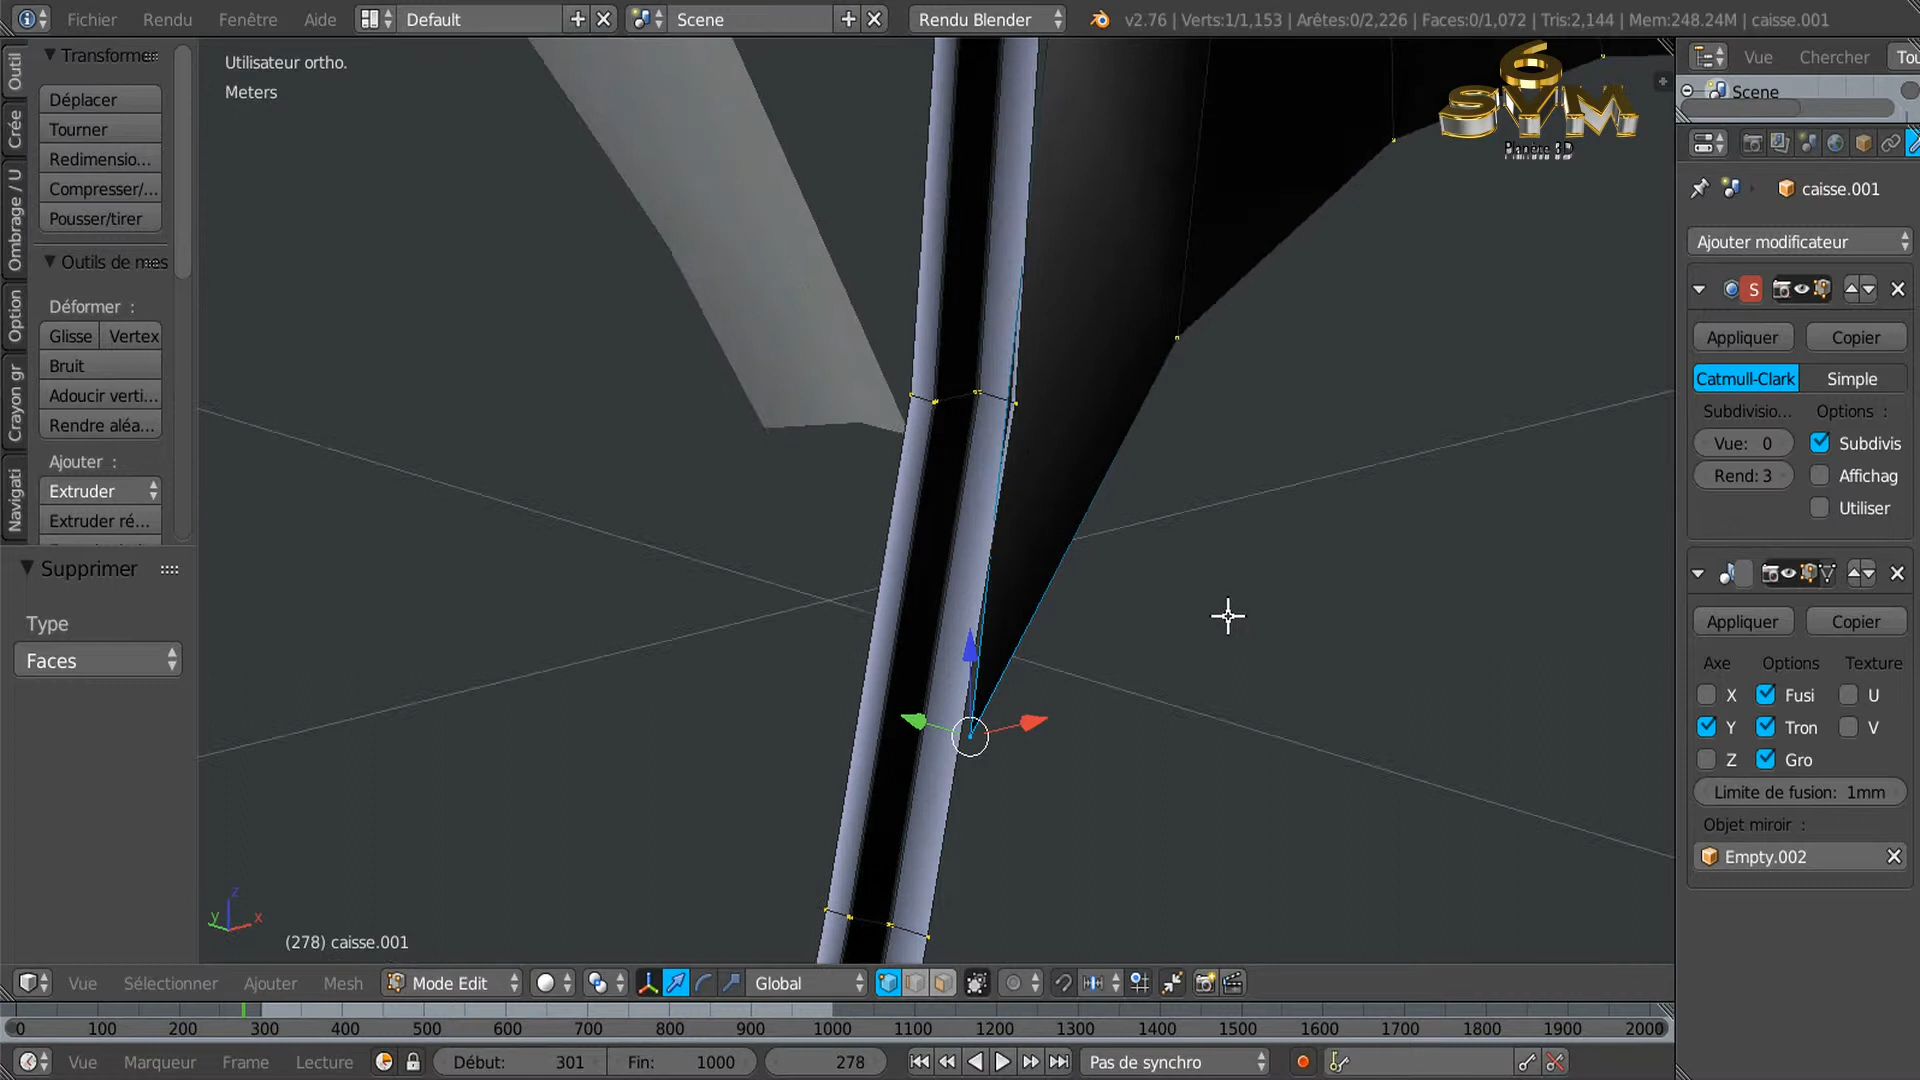 Fichier Rendu Fenêtre Aide Default Scene Rendu Blender v2.76 | Verts:1/1,153 | Arêtes:0/2,226 | Faces:0/1,072 | Tris:2,144 | Mem:248.24M | caisse.001
Outil
Crée
Ombrage / U
Option
Crayon gr
Navigati
Transforme
Déplacer
Tourner
Redimensio...
Compresser/...
Pousser/tirer
Outils de mes
Déformer :
Glisse Vertex
Bruit
Adoucir verti...
Rendre aléa...
Ajouter :
Extruder
Extruder ré...
Supprimer
Type
Faces
Utilisateur ortho.
Meters
6
SYM
z
y x
(278) caisse.001
Vue Chercher Tou
Scene
caisse.001
Ajouter modificateur
S
Appliquer Copier
Catmull-Clark Simple
Subdivisio... Options :
Vue: 0 Subdivis
Rend: 3 Affichag
Utiliser
Appliquer Copier
Axe Options Texture
X Fusi U
Y Tron V
Z Gro
Limite de fusion: 1mm
Objet miroir :
Empty.002
Vue Sélectionner Ajouter Mesh Mode Edit Global
0 100 200 300 400 500 600 700 800 900 1000 1100 1200 1300 1400 1500 1600 1700 1800 1900 2000
Vue Marqueur Frame Lecture Début: 301 Fin: 1000 278 Pas de synchro